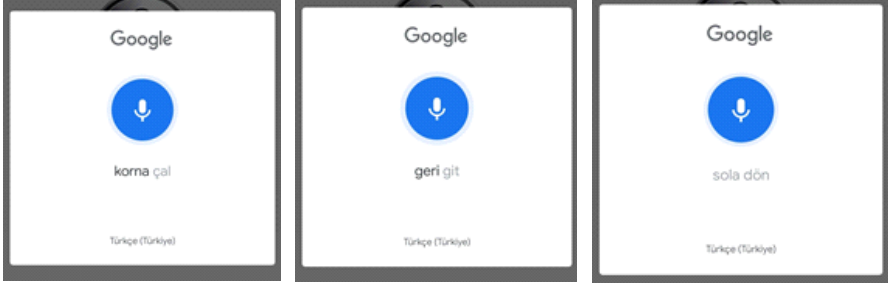 Google
korna çal
Türkçe (Türkiye)
Google
geri git
Türkçe (Türkiye)
Google
sola dön
Türkçe (Türkiye)